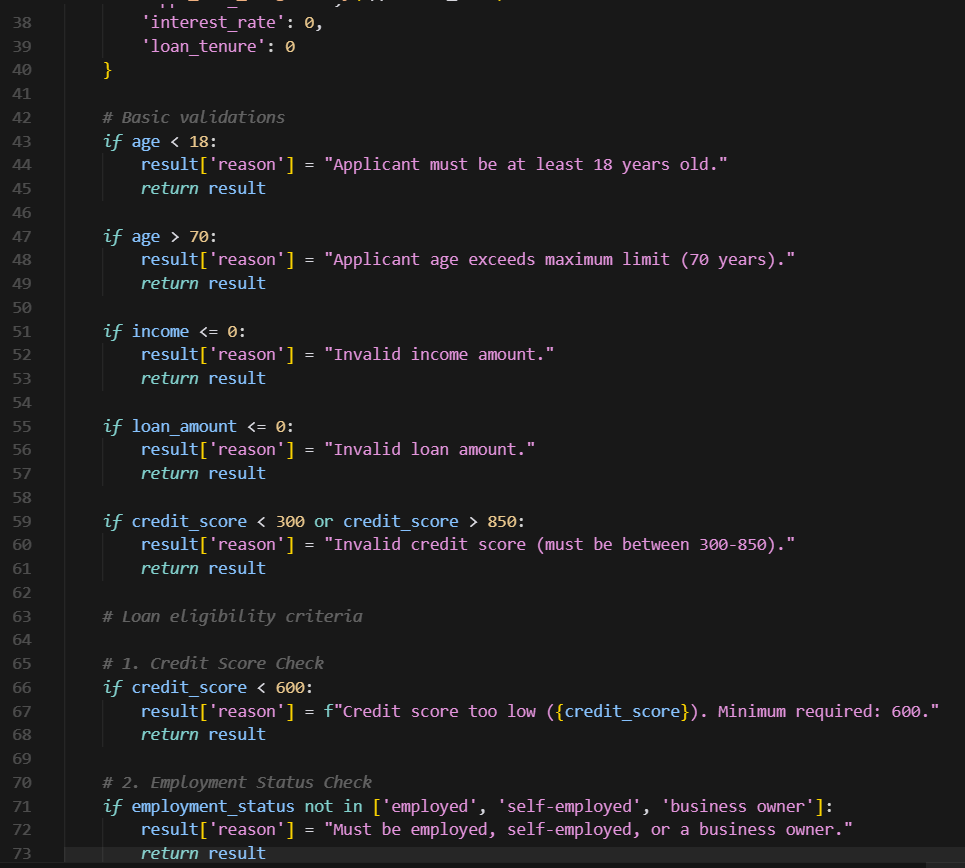 38 'interest_rate': 0,
39 'loan_tenure': 0
40 }
41
42 # Basic validations
43 if age < 18:
44 result['reason'] = "Applicant must be at least 18 years old."
45 return result
46
47 if age > 70:
48 result['reason'] = "Applicant age exceeds maximum limit (70 years)."
49 return result
50
51 if income <= 0:
52 result['reason'] = "Invalid income amount."
53 return result
54
55 if loan_amount <= 0:
56 result['reason'] = "Invalid loan amount."
57 return result
58
59 if credit_score < 300 or credit_score > 850:
60 result['reason'] = "Invalid credit score (must be between 300-850)."
61 return result
62
63 # Loan eligibility criteria
64
65 # 1. Credit Score Check
66 if credit_score < 600:
67 result['reason'] = f"Credit score too low ({credit_score}). Minimum required: 600."
68 return result
69
70 # 2. Employment Status Check
71 if employment_status not in ['employed', 'self-employed', 'business owner']:
72 result['reason'] = "Must be employed, self-employed, or a business owner."
73 return result